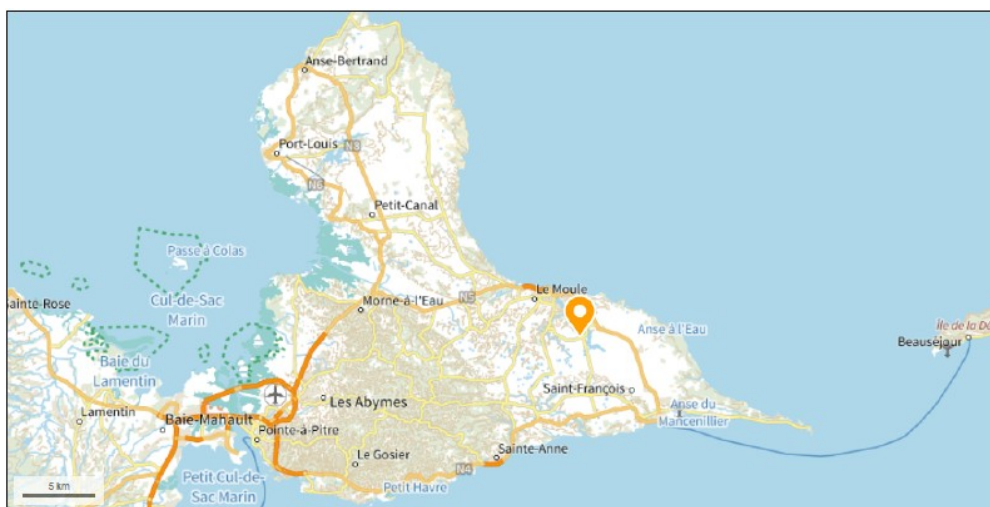 Anse-Bertrand
Port-Louis
N8
N6
Petit-Canal
Passe à Colas
Sainte-Rose
Cul-de-Sac
Marin
Morne-à-l'Eau
N5
Le Moule
Anse à l'Eau
Île de la Dé
Beauséjour
Baie du
Lamentin
Saint-François
Lamentin
Baie-Mahault
Les Abymes
Anse du
Mancenillier
Pointe-à-Pitre
Le Gosier
Sainte-Anne
N4
Petit Cul-de-
Sac Marin
Petit Havre
5 km